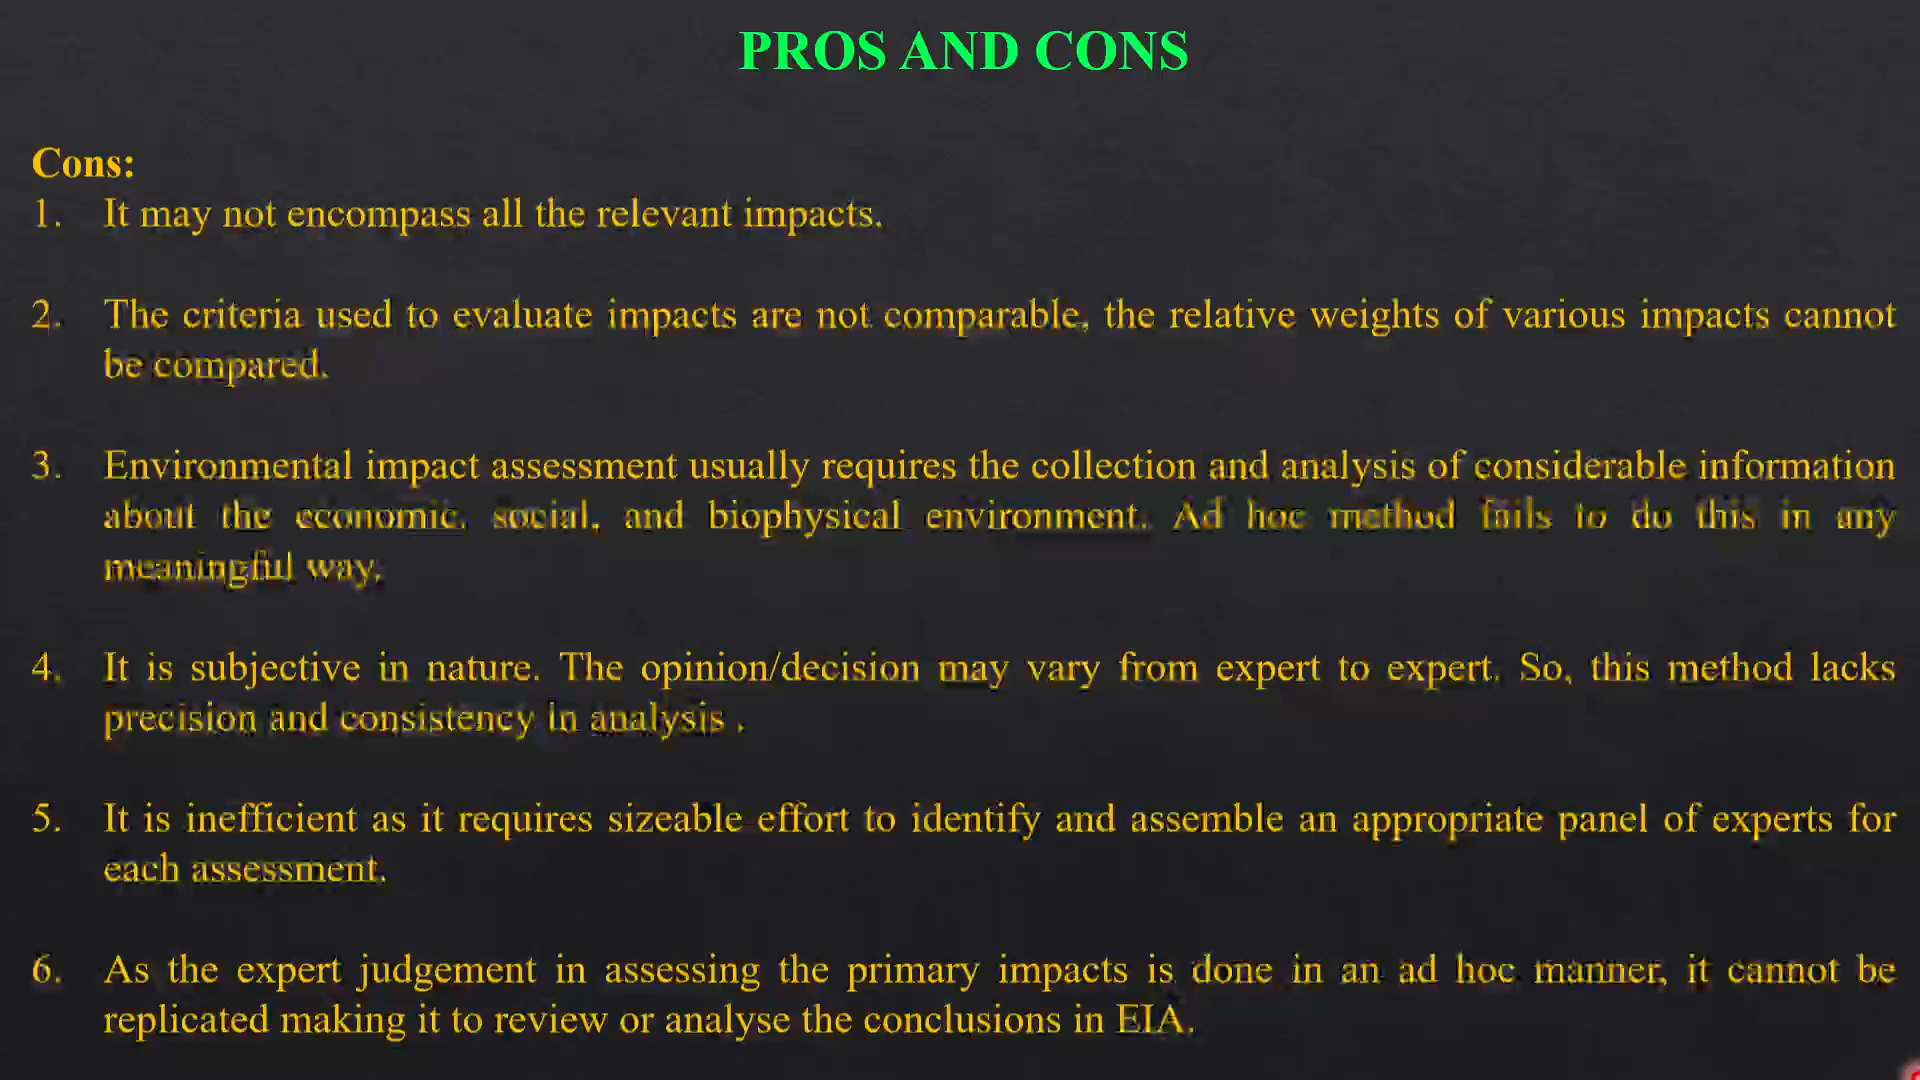 PROS AND CONS
Cons:
1. It may not encompass all the relevant impacts.
2. The criteria used to evaluate impacts are not comparable, the relative weights of various impacts cannot
be compared.
3. Environmental impact assessment usually requires the collection and analysis of considerable information
about the economic, social, and biophysical environment. Ad hoc method fails to do this in any
meaningful way.
4. It is subjective in nature. The opinion/decision may vary from expert to expert. So, this method lacks
precision and consistency in analysis .
5. It is inefficient as it requires sizeable effort to identify and assemble an appropriate panel of experts for
each assessment.
6. As the expert judgement in assessing the primary impacts is done in an ad hoc manner, it cannot be
replicated making it to review or analyse the conclusions in EIA.